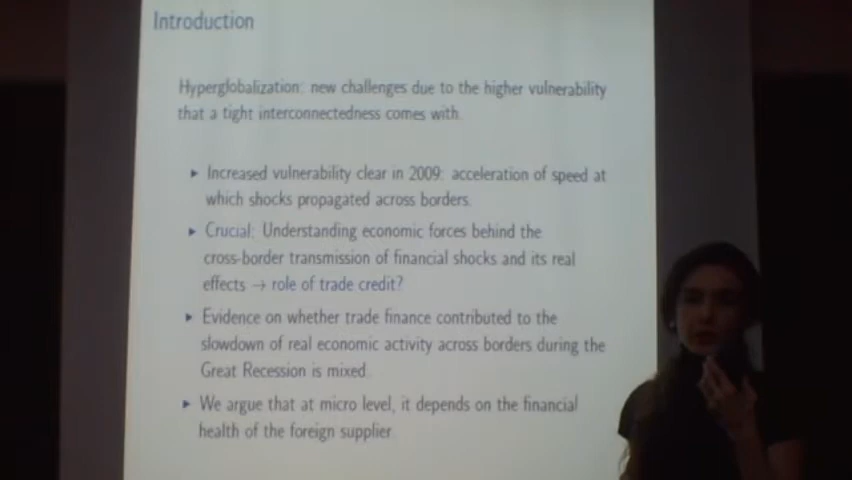 Introduction
Hyperglobalization: new challenges due to the higher vulnerability
that a tight interconnectedness comes with.
▸ Increased vulnerability clear in 2009: acceleration of speed at
which shocks propagated across borders.
▸ Crucial: Understanding economic forces behind the
cross-border transmission of financial shocks and its real
effects → role of trade credit?
▸ Evidence on whether trade finance contributed to the
slowdown of real economic activity across borders during the
Great Recession is mixed.
▸ We argue that at micro level, it depends on the financial
health of the foreign supplier.